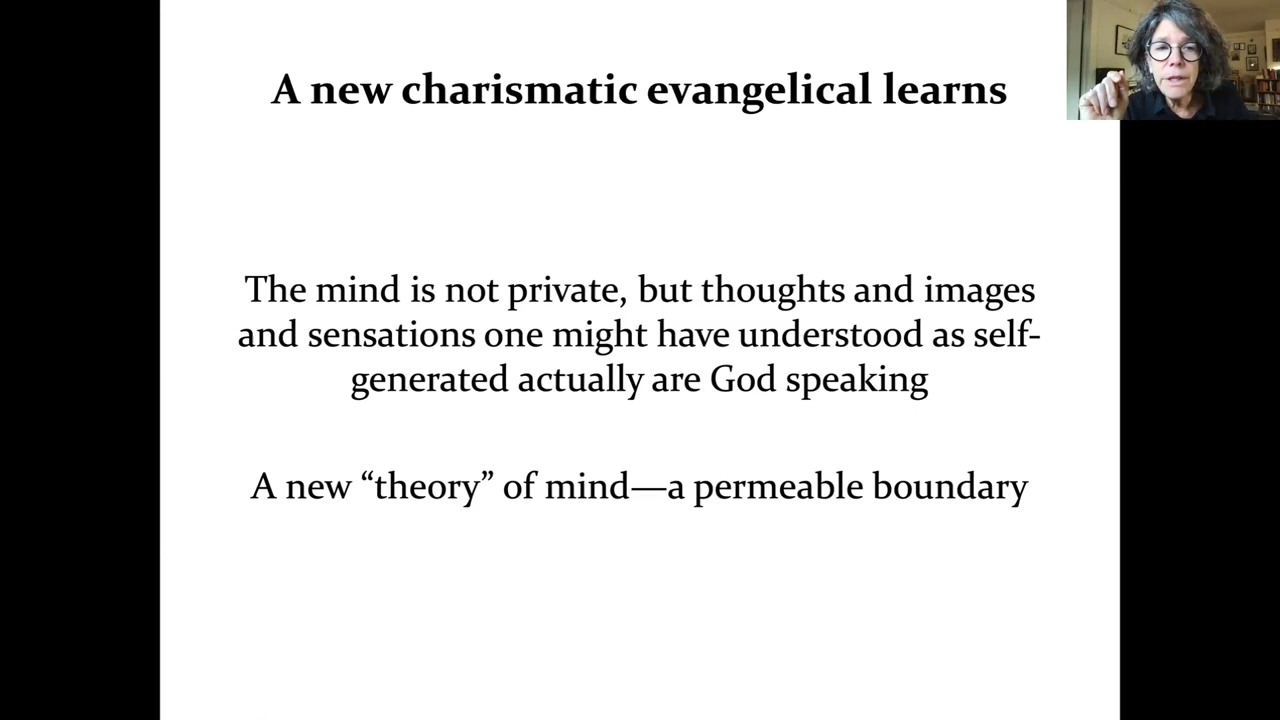 A new charismatic evangelical learns
The mind is not private, but thoughts and images
and sensations one might have understood as self-
generated actually are God speaking
A new “theory” of mind—a permeable boundary